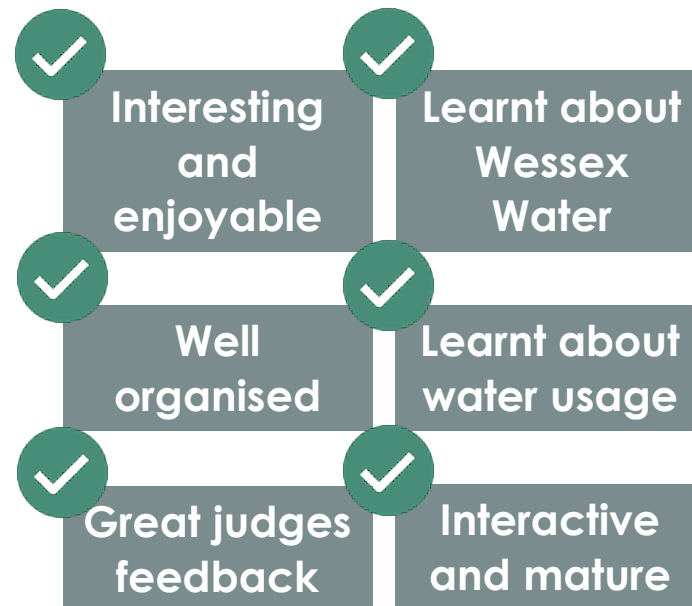 Interesting
and
enjoyable
Learnt about
Wessex
Water
Well
organised
Learnt about
water usage
Great judges
feedback
Interactive
and mature